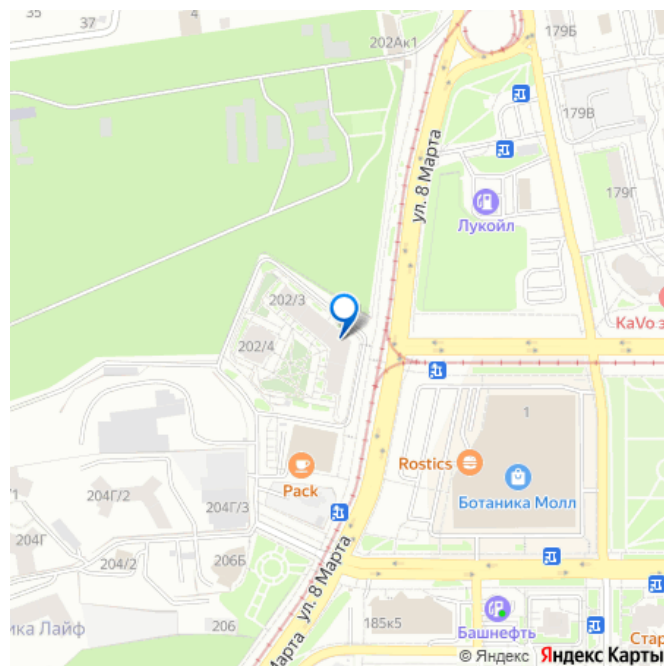 35
4
37
202Ак1
179Б
179В
ул. 8 Марта
179Г
Лукойл
KaVo з
202/3
202/4
1
Rostics
Ботаника Молл
Pack
/1
204Г/2
204Г/3
204Г
204/2
206Б
ул. 8 Марта
206
185к5
ика Лайф
Башнефть
Стар
Марта
© Яндекс Яндекс Карты